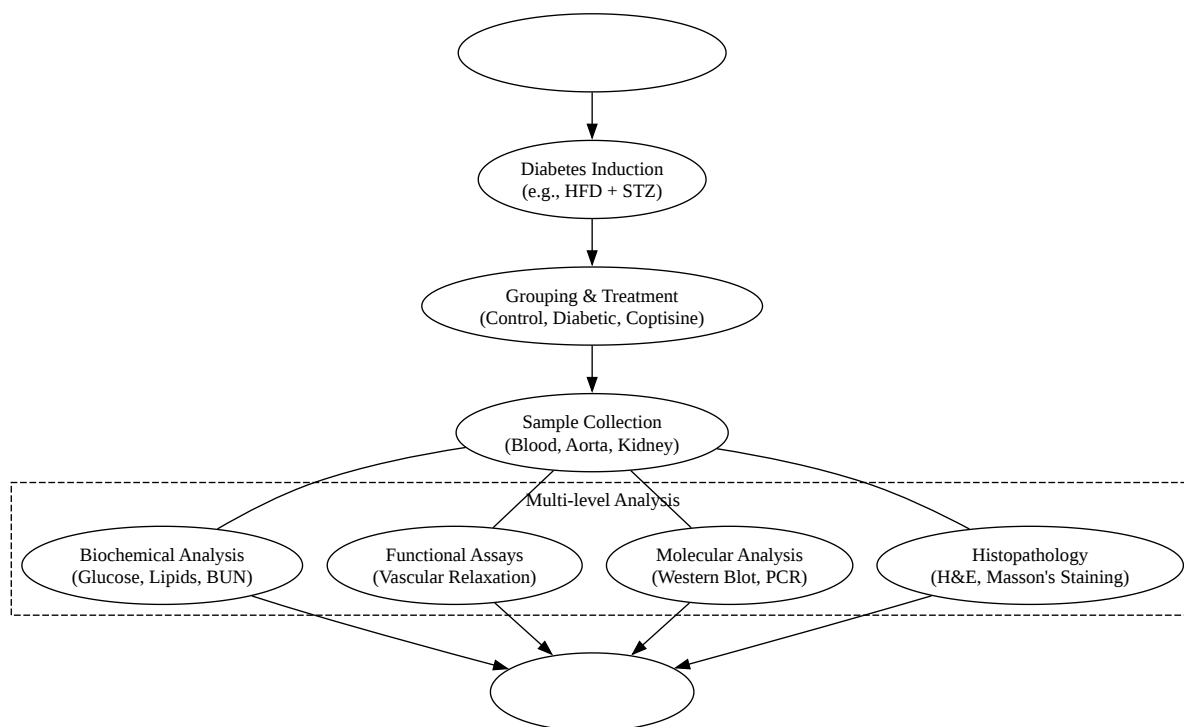 Diabetes Induction
(e.g., HFD + STZ)
Grouping & Treatment
(Control, Diabetic, Coptisine)
Sample Collection
(Blood, Aorta, Kidney)
Multi-level Analysis
Biochemical Analysis
(Glucose, Lipids, BUN)
Functional Assays
(Vascular Relaxation)
Molecular Analysis
(Western Blot, PCR)
Histopathology
(H&E, Masson's Staining)